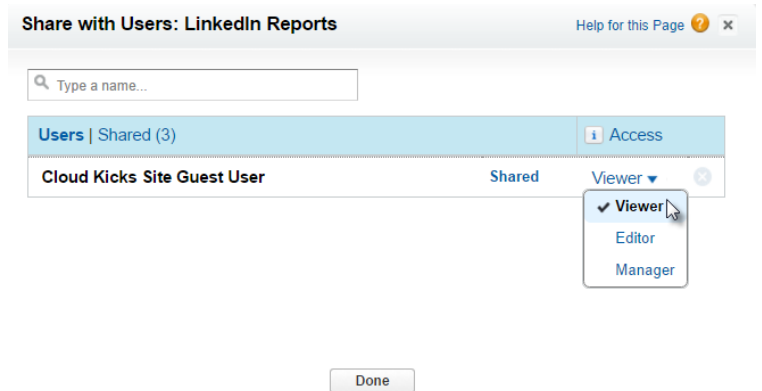 Share with Users: LinkedIn Reports
Help for this Page ?
Type a name...
Users | Shared (3)
i Access
Cloud Kicks Site Guest User
Shared
Viewer
Viewer
Editor
Manager
Done